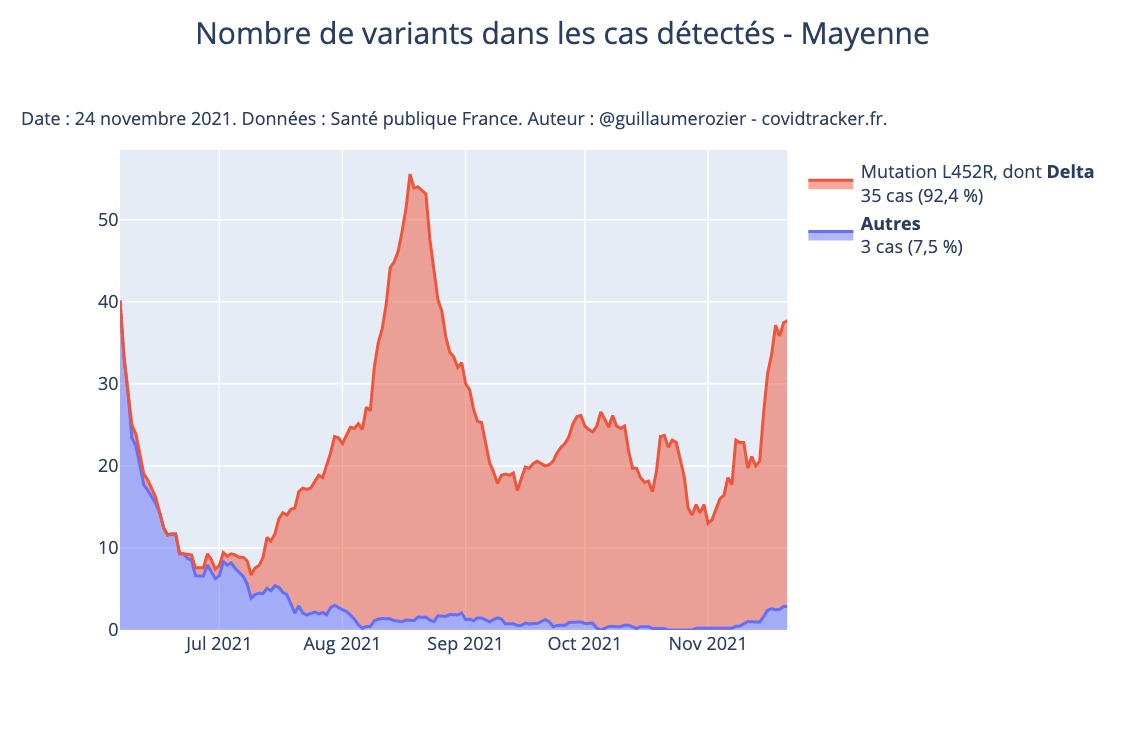 Nombre de variants dans les cas détectés - Mayenne
Date : 24 novembre 2021. Données : Santé publique France. Auteur : @guillaumerozier - covidtracker.fr.
Mutation L452R, dont Delta
35 cas (92,4 %)
Autres
3 cas (7,5 %)
50
40
30
20
10
0
Jul 2021 Aug 2021 Sep 2021 Oct 2021 Nov 2021